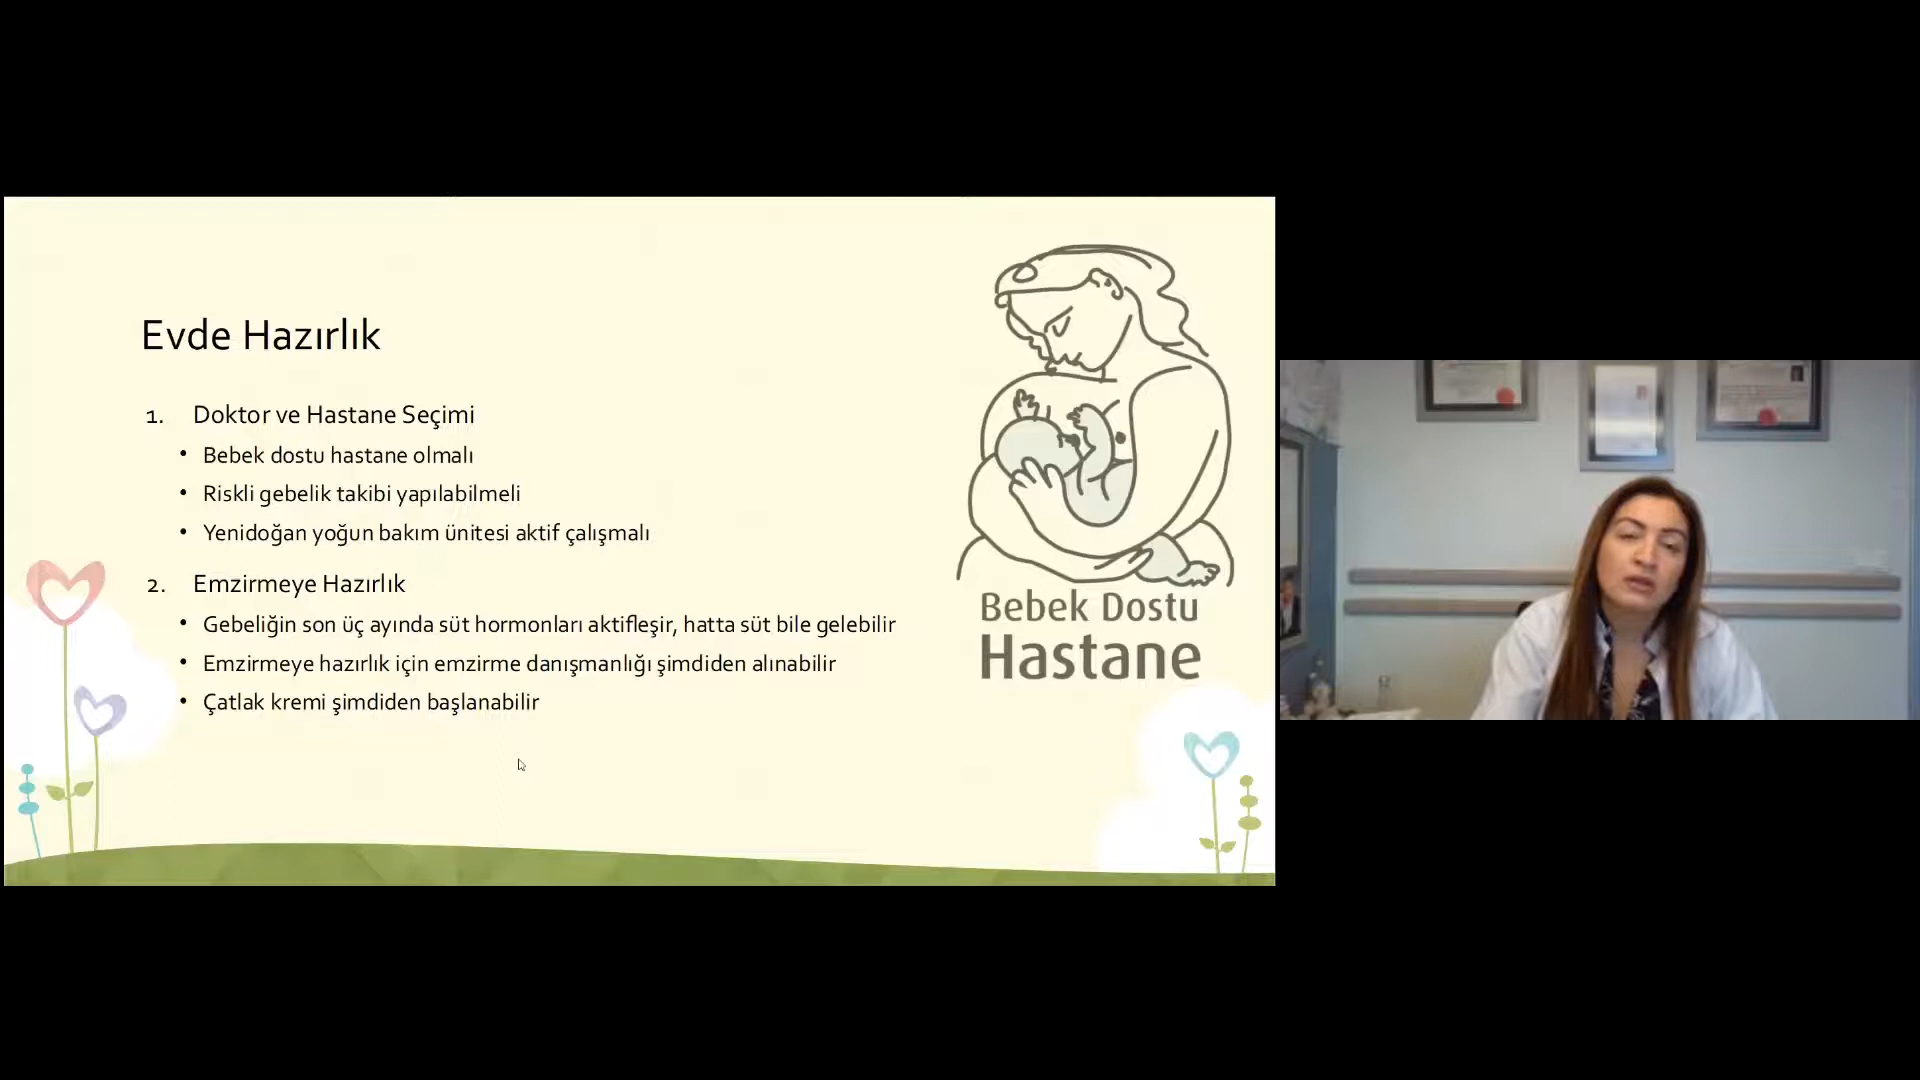 Evde Hazırlık
1. Doktor ve Hastane Seçimi
• Bebek dostu hastane olmalı
• Riskli gebelik takibi yapılabilmeli
• Yenidoğan yoğun bakım ünitesi aktif çalışmalı
2. Emzirmeye Hazırlık
• Gebeliğin son üç ayında süt hormonları aktifleşir, hatta süt bile gelebilir
• Emzirmeye hazırlık için emzirme danışmanlığı şimdiden alınabilir
• Çatlak kremi şimdiden başlanabilir
Bebek Dostu
Hastane